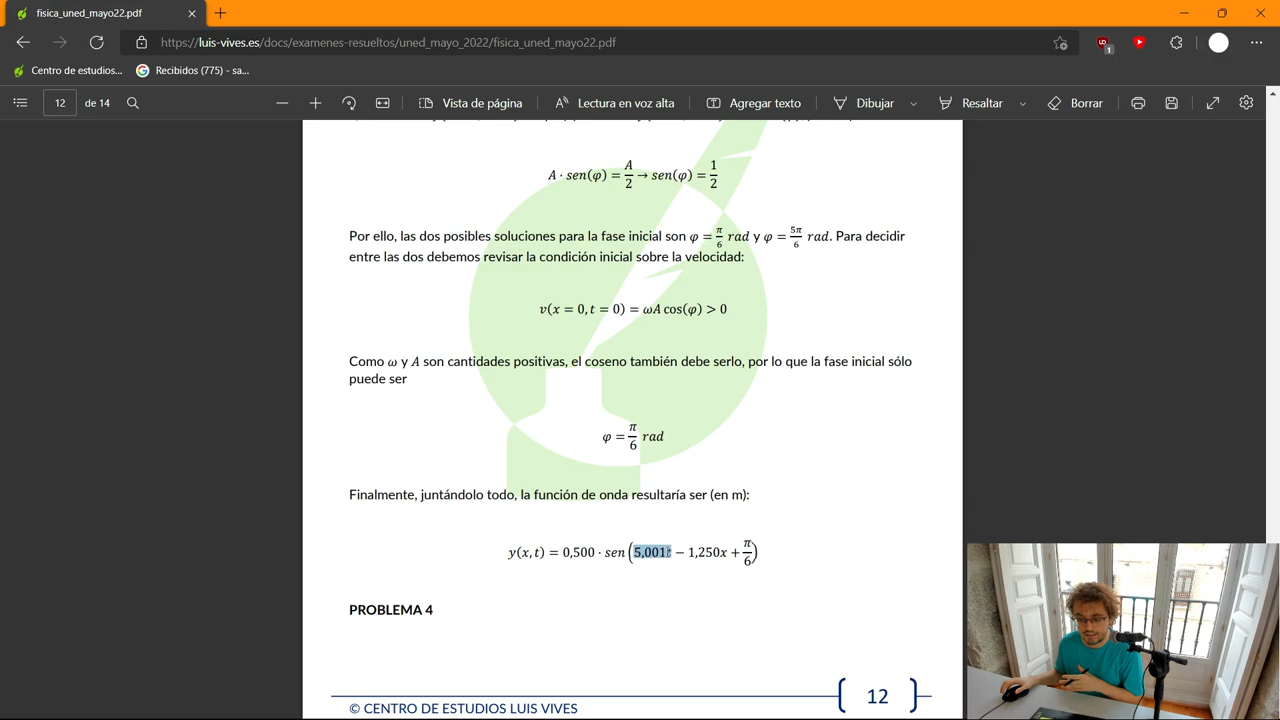 fisica_uned_mayo22.pdf
https://luis-vives.es/docs/examenes-resueltos/uned_mayo_2022/fisica_uned_mayo22.pdf
1
Centro de estudios...
Recibidos (775) - sa...
12 de 14
Vista de página
Lectura en voz alta
Agregar texto
Dibujar
Resaltar
Borrar
A · sen(φ) = A/2 → sen(φ) = 1/2
Por ello, las dos posibles soluciones para la fase inicial son φ = π/6 rad y φ = 5π/6 rad. Para decidir
entre las dos debemos revisar la condición inicial sobre la velocidad:
v(x = 0, t = 0) = ωA cos(φ) > 0
Como ω y A son cantidades positivas, el coseno también debe serlo, por lo que la fase inicial sólo
puede ser
φ = π/6 rad
Finalmente, juntándolo todo, la función de onda resultaría ser (en m):
y(x, t) = 0,500 · sen(5,001t − 1,250x + π/6)
PROBLEMA 4
12
© CENTRO DE ESTUDIOS LUIS VIVES